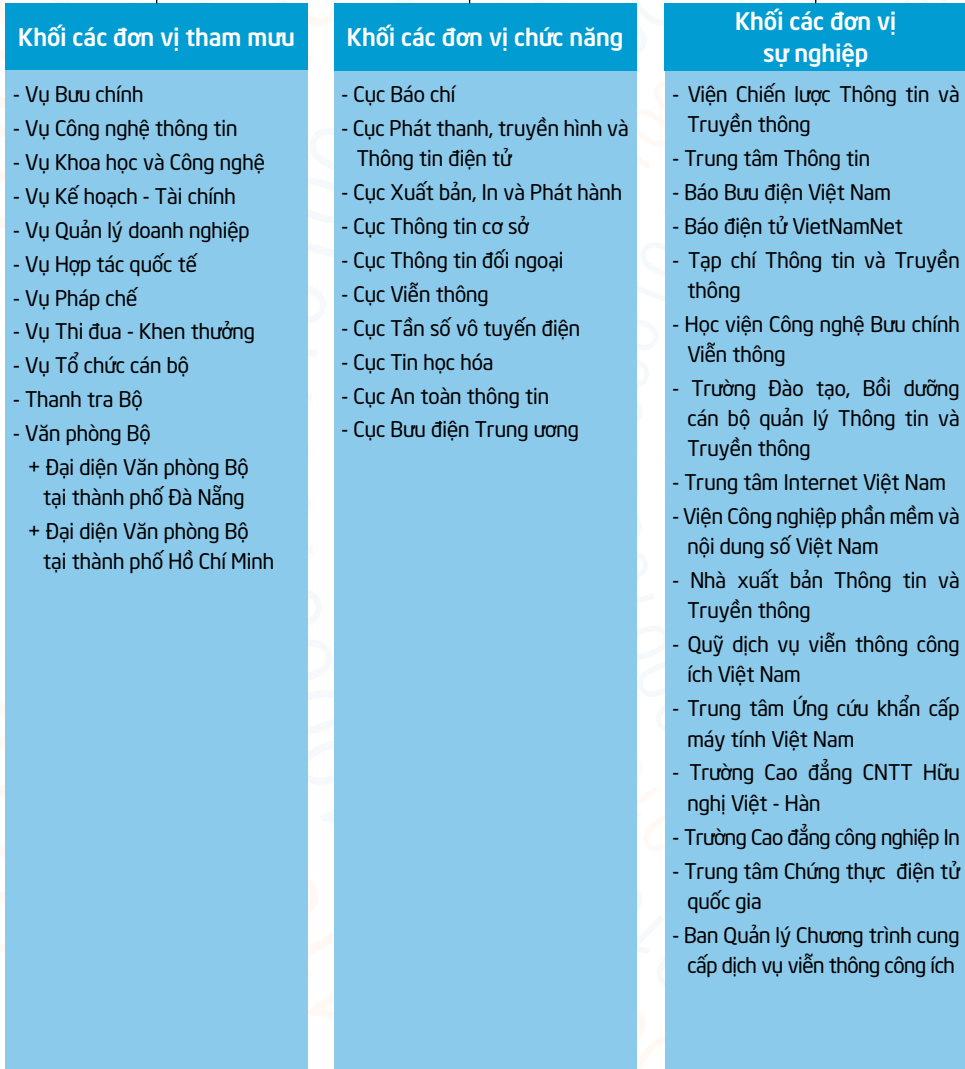 Khối các đơn vị tham mưu
- Vụ Bưu chính
- Vụ Công nghệ thông tin
- Vụ Khoa học và Công nghệ
- Vụ Kế hoạch - Tài chính
- Vụ Quản lý doanh nghiệp
- Vụ Hợp tác quốc tế
- Vụ Pháp chế
- Vụ Thi đua - Khen thưởng
- Vụ Tổ chức cán bộ
- Thanh tra Bộ
- Văn phòng Bộ
+ Đại diện Văn phòng Bộ
tại thành phố Đà Nẵng
+ Đại diện Văn phòng Bộ
tại thành phố Hồ Chí Minh
Khối các đơn vị chức năng
- Cục Báo chí
- Cục Phát thanh, truyền hình và
Thông tin điện tử
- Cục Xuất bản, In và Phát hành
- Cục Thông tin cơ sở
- Cục Thông tin đối ngoại
- Cục Viễn thông
- Cục Tần số vô tuyến điện
- Cục Tin học hóa
- Cục An toàn thông tin
- Cục Bưu điện Trung ương
Khối các đơn vị
sự nghiệp
- Viện Chiến lược Thông tin và
Truyền thông
- Trung tâm Thông tin
- Báo Bưu điện Việt Nam
- Báo điện tử VietNamNet
- Tạp chí Thông tin và Truyền
thông
- Học viện Công nghệ Bưu chính
Viễn thông
- Trường Đào tạo, Bồi dưỡng
cán bộ quản lý Thông tin và
Truyền thông
- Trung tâm Internet Việt Nam
- Viện Công nghiệp phần mềm và
nội dung số Việt Nam
- Nhà xuất bản Thông tin và
Truyền thông
- Quỹ dịch vụ viễn thông công
ích Việt Nam
- Trung tâm Ứng cứu khẩn cấp
máy tính Việt Nam
- Trường Cao đẳng CNTT Hữu
nghị Việt - Hàn
- Trường Cao đẳng công nghiệp In
- Trung tâm Chứng thực điện tử
quốc gia
- Ban Quản lý Chương trình cung
cấp dịch vụ viễn thông công ích